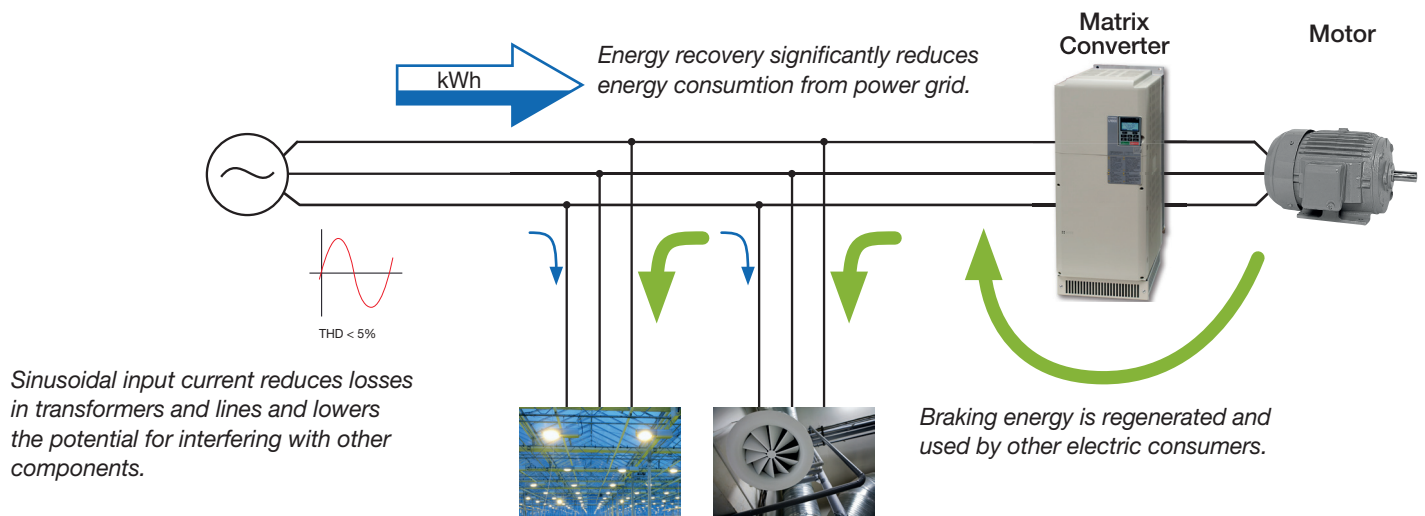 Matrix
Converter
Motor
kWh
Energy recovery significantly reduces
energy consumtion from power grid.
THD < 5%
Sinusoidal input current reduces losses
in transformers and lines and lowers
the potential for interfering with other
components.
Braking energy is regenerated and
used by other electric consumers.